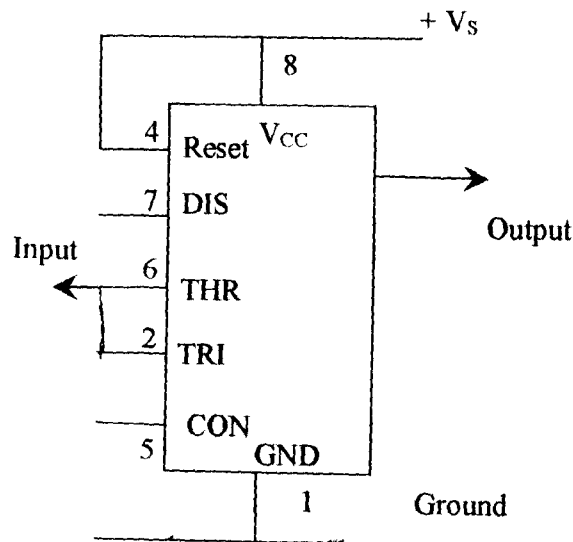 + Vs
8
4
Vcc
Reset
7
DIS
Output
Input
6
THR
2
TRI
CON
5
GND
1
Ground